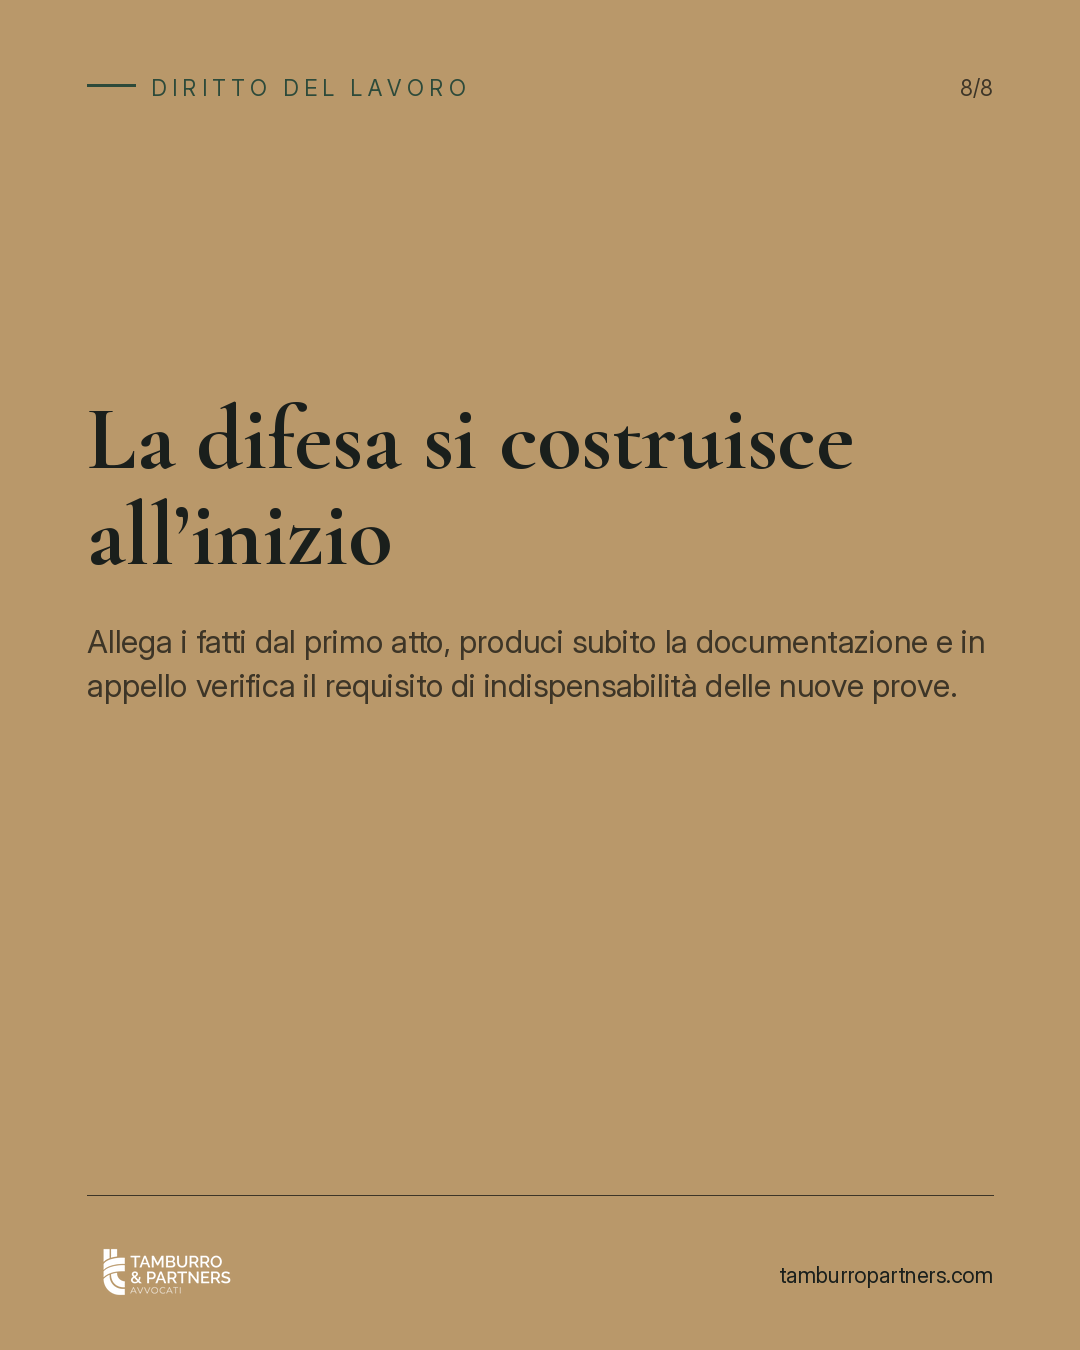 DIRITTO DEL LAVORO
8/8
La difesa si costruisce
all’inizio
Allega i fatti dal primo atto, produci subito la documentazione e in
appello verifica il requisito di indispensabilità delle nuove prove.
TAMBURRO
& PARTNERS
AVVOCATI
tamburropartners.com